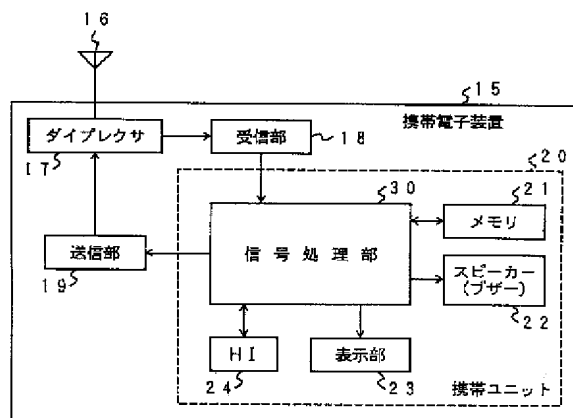 16
15
携帯電子装置
ダイプレクサ
17
受信部
18
20
30
21
メモリ
信号処理部
送信部
19
スピーカー
(ブザー)
22
HI
24
表示部
23
携帯ユニット